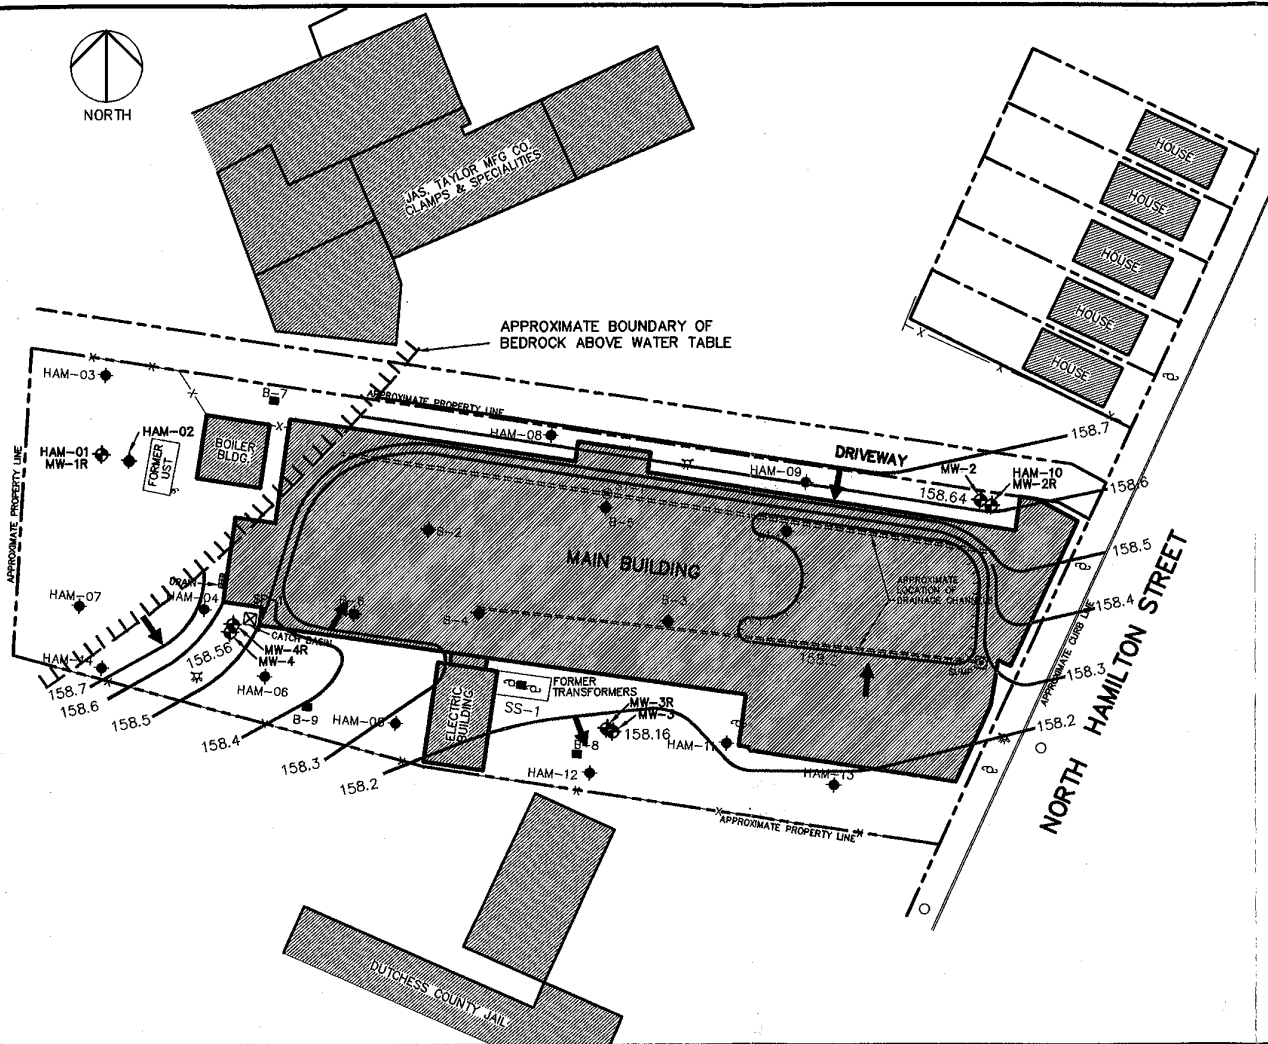 NORTH
JAS. TAYLOR MFG CO.
CLAMPS & SPECIALITIES
HOUSE
HOUSE
HOUSE
HOUSE
HOUSE
APPROXIMATE BOUNDARY OF
BEDROCK ABOVE WATER TABLE
HAM-03
B-7
APPROXIMATE PROPERTY LINE
HAM-08
158.7
HAM-02
HAM-01
MW-1R
FORMER
UST
BOILER
BLDG.
DRIVEWAY
HAM-09
MW-2
158.64
HAM-10
MW-2R
158.6
APPROXIMATE PROPERTY LINE
B-2
B-5
MAIN BUILDING
158.5
DRAIN
APPROXIMATE
LOCATION OF
DRAINAGE CHANNEL
HAM-07
HAM-04
B-6
B-4
B-3
158.4
CATCH BASIN
MW-4R
MW-4
158.56
HAM-14
158.7
158.6
158.5
158.4
158.3
158.2
HAM-06
B-9
ELECTRIC
BUILDING
FORMER
TRANSFORMERS
SS-1
MW-3R
MW-3
158.16
B-8
HAM-11
HAM-12
HAM-13
SUMP
158.3
158.2
APPROXIMATE CURB LINE
NORTH HAMILTON STREET
APPROXIMATE PROPERTY LINE
DUTCHESS COUNTY JAIL